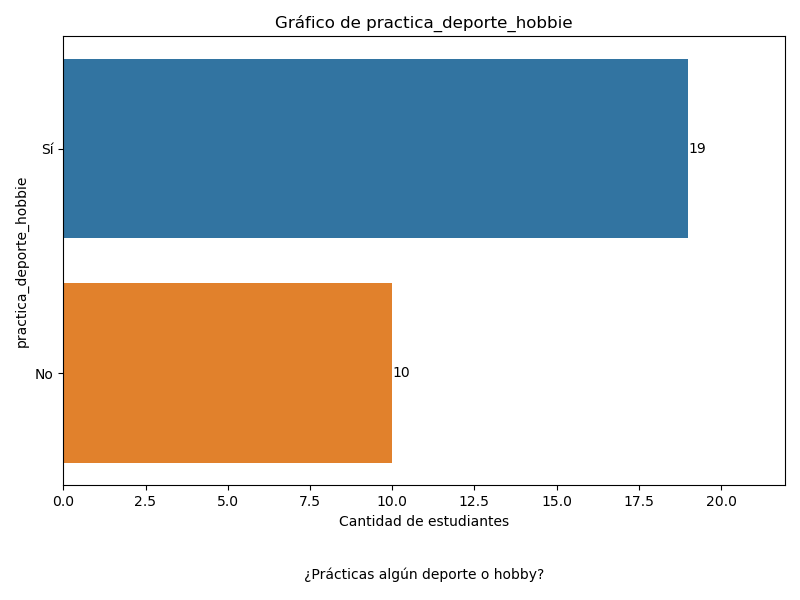 Gráfico de practica_deporte_hobbie
practica_deporte_hobbie
Sí
19
No
10
0.0 2.5 5.0 7.5 10.0 12.5 15.0 17.5 20.0
Cantidad de estudiantes
¿Prácticas algún deporte o hobby?